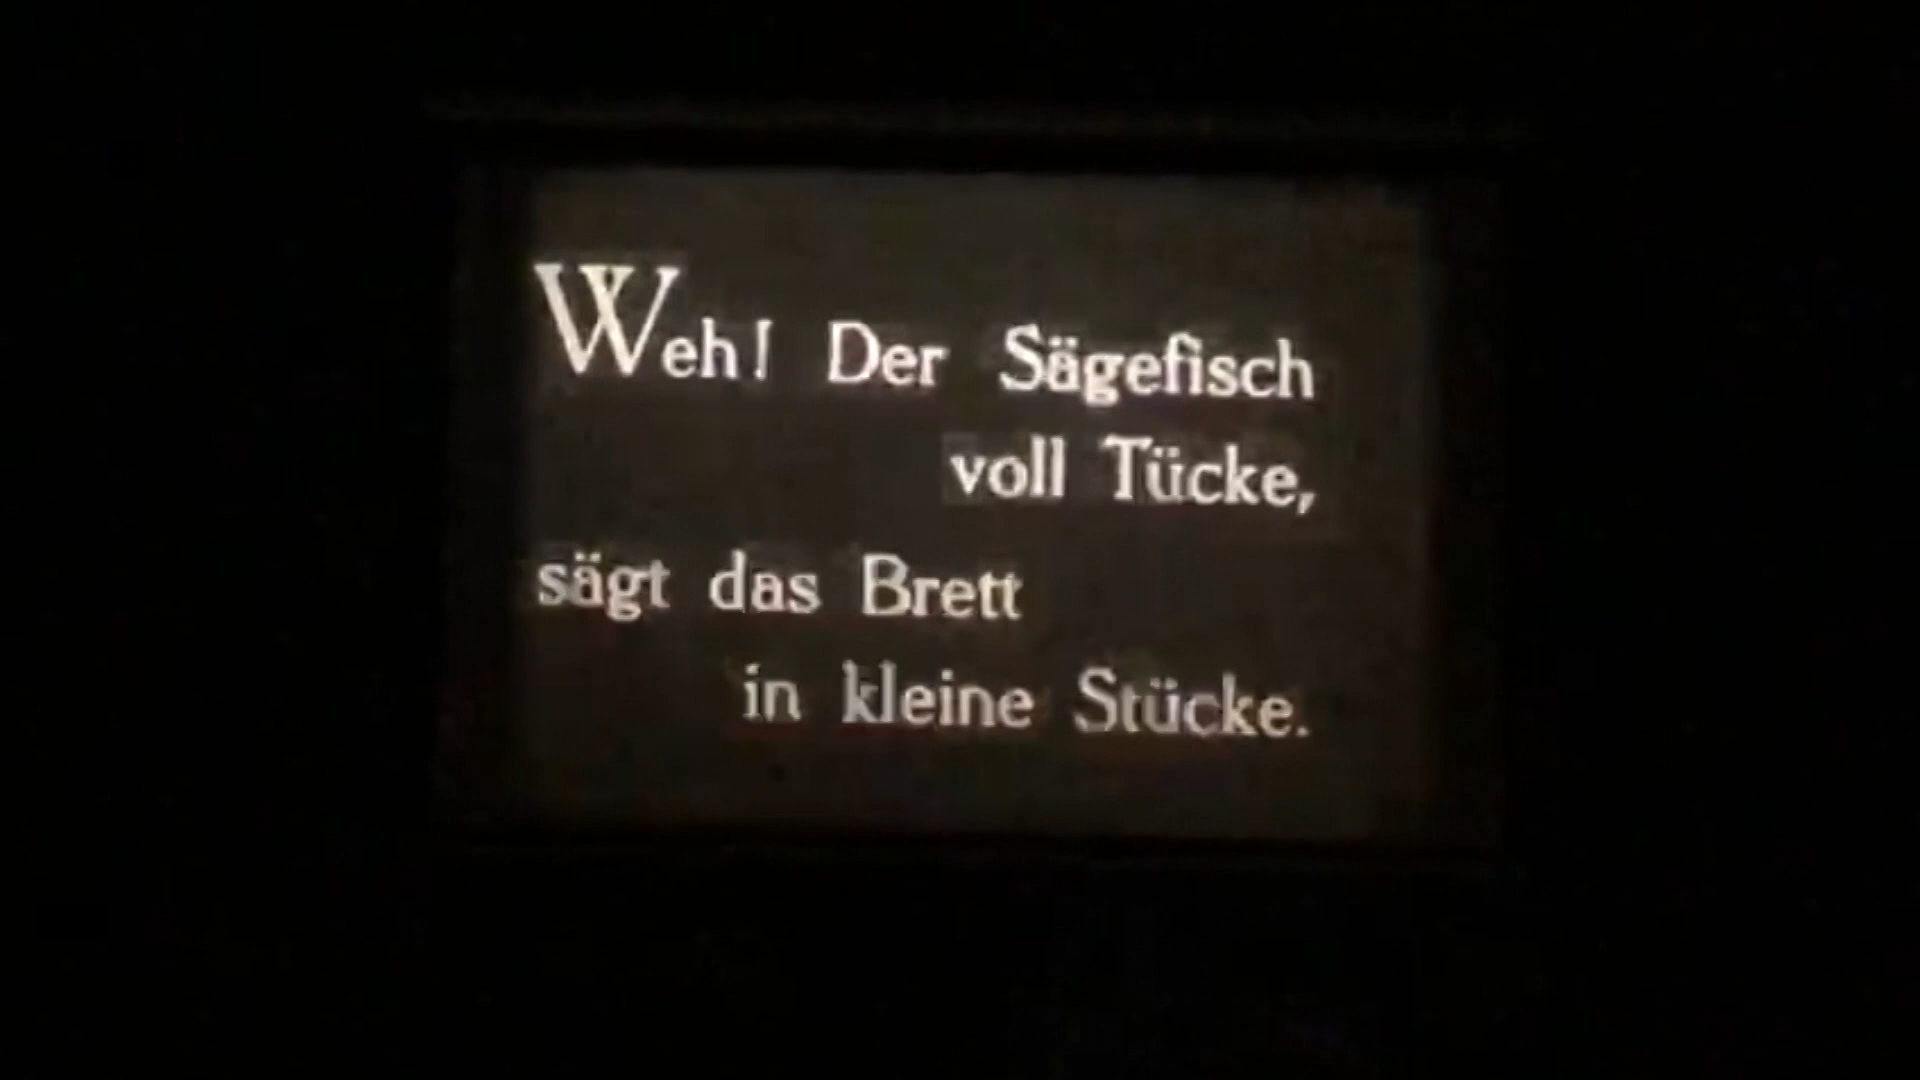 Weh! Der Sägefisch
voll Tücke,
sägt das Brett
in kleine Stücke.